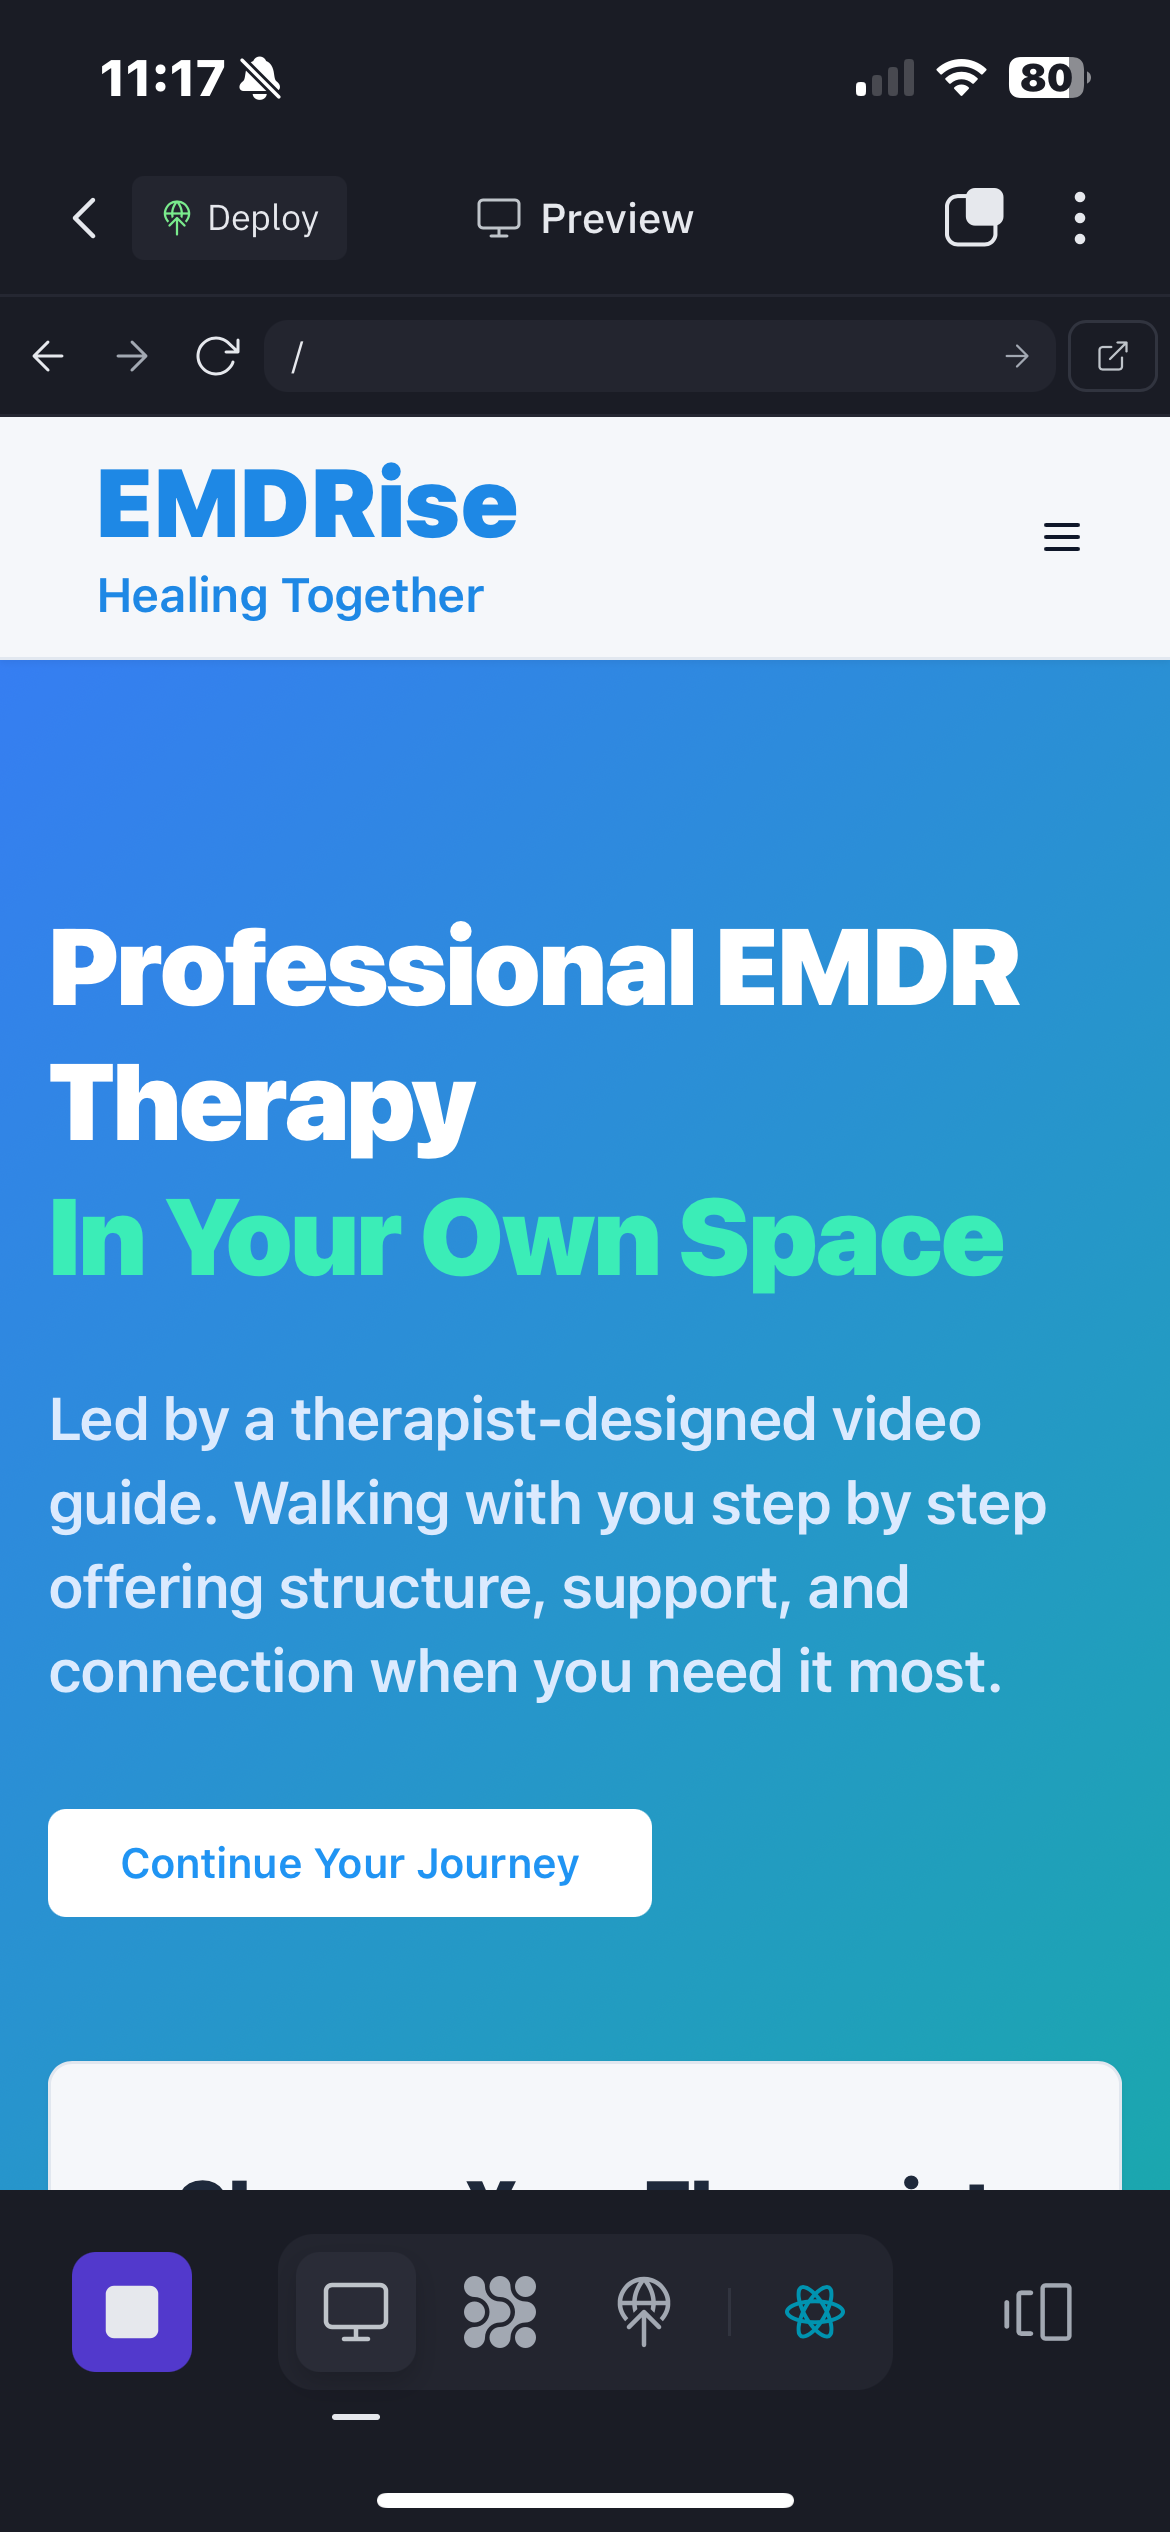 11:17
80
Deploy
Preview
/
EMDRise
Healing Together
Professional EMDR
Therapy
In Your Own Space
Led by a therapist-designed video
guide. Walking with you step by step
offering structure, support, and
connection when you need it most.
Continue Your Journey